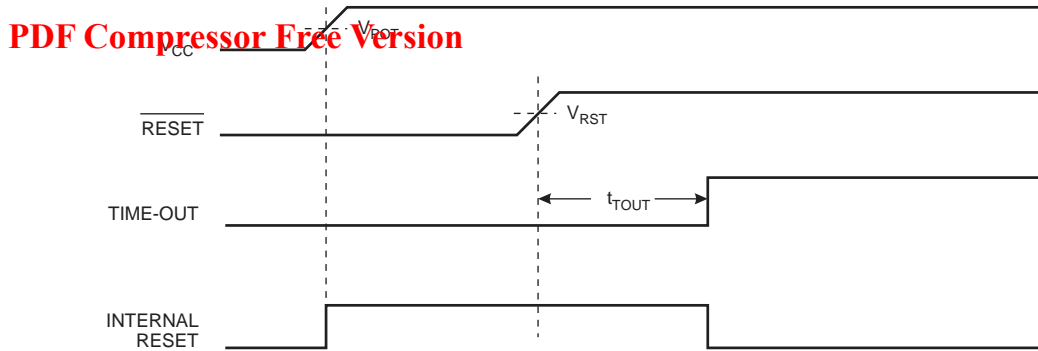 PDF Compressor Free Version
VCC
VPOT
RESET
VRST
TIME-OUT
tTOUT
INTERNAL
RESET